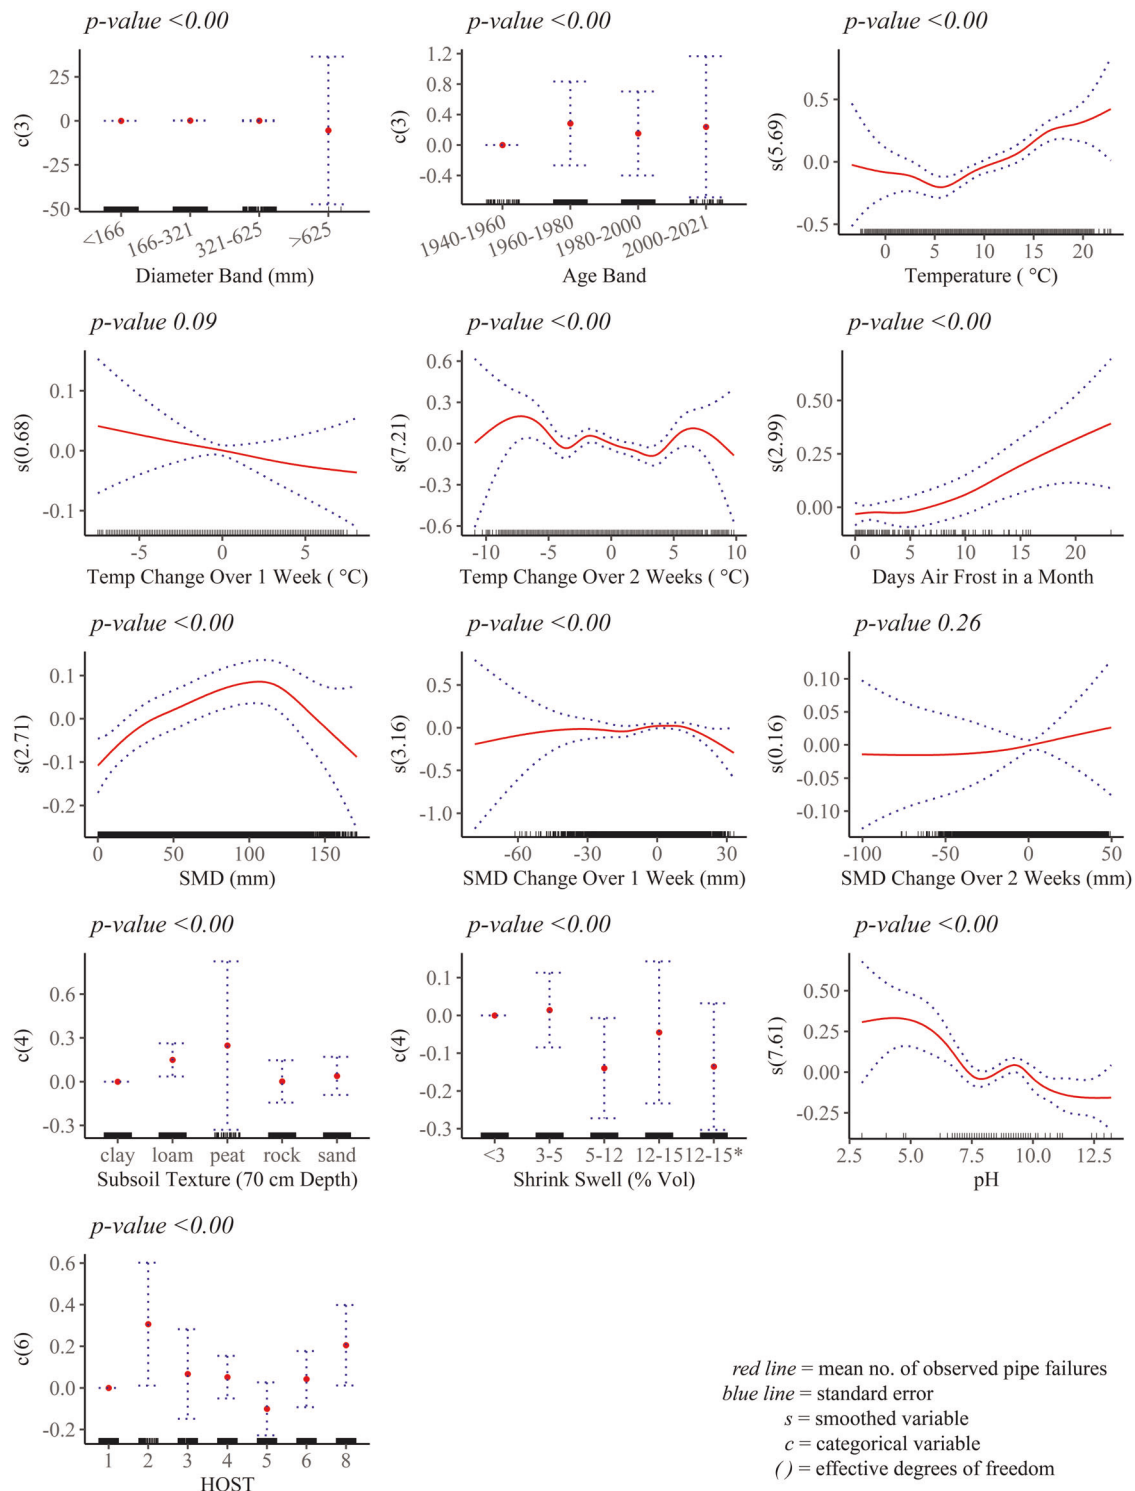 p-value <0.00
p-value <0.00
p-value <0.00
c(3)
25
0
-25
-50
<166
166-321
321-625
>625
Diameter Band (mm)
c(3)
1.2
0.8
0.4
0.0
-0.4
1940-1960
1960-1980
1980-2000
2000-2021
Age Band
s(5.69)
0.5
0.0
-0.5
0 5 10 15 20
Temperature ( °C)
p-value 0.09
p-value <0.00
p-value <0.00
s(0.68)
0.1
0.0
-0.1
-5 0 5
Temp Change Over 1 Week ( °C)
s(7.21)
0.6
0.3
0.0
-0.3
-0.6
-10 -5 0 5 10
Temp Change Over 2 Weeks ( °C)
s(2.99)
0.50
0.25
0.00
0 5 10 15 20
Days Air Frost in a Month
p-value <0.00
p-value <0.00
p-value 0.26
s(2.71)
0.1
0.0
-0.1
-0.2
0 50 100 150
SMD (mm)
s(3.16)
0.5
0.0
-0.5
-1.0
-60 -30 0 30
SMD Change Over 1 Week (mm)
s(0.16)
0.10
0.05
0.00
-0.05
-0.10
-100 -50 0 50
SMD Change Over 2 Weeks (mm)
p-value <0.00
p-value <0.00
p-value <0.00
c(4)
0.6
0.3
0.0
-0.3
clay loam peat rock sand
Subsoil Texture (70 cm Depth)
c(4)
0.1
0.0
-0.1
-0.2
-0.3
<3 3-5 5-12 12-15 12-15*
Shrink Swell (% Vol)
s(7.61)
0.50
0.25
0.00
-0.25
2.5 5.0 7.5 10.0 12.5
pH
p-value <0.00
c(6)
0.6
0.4
0.2
0.0
-0.2
1 2 3 4 5 6 8
HOST
red line = mean no. of observed pipe failures
blue line = standard error
s = smoothed variable
c = categorical variable
() = effective degrees of freedom